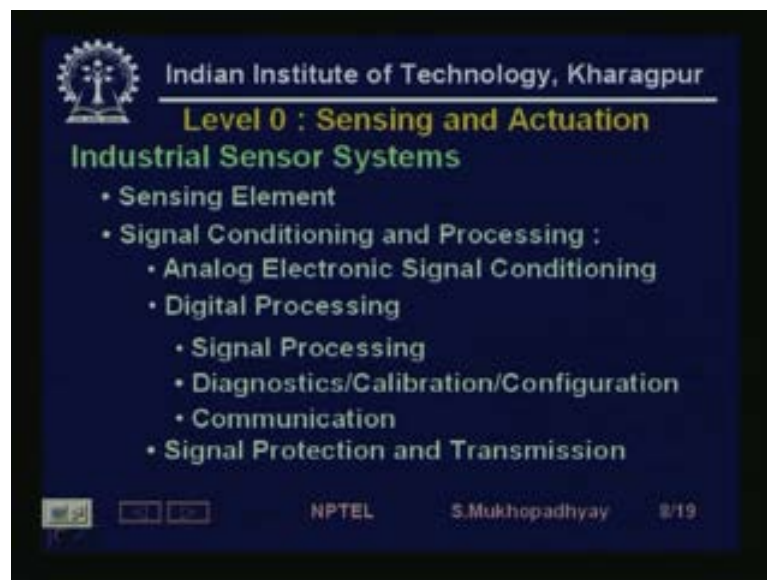 Indian Institute of Technology, Kharagpur
Level 0 : Sensing and Actuation
Industrial Sensor Systems
• Sensing Element
• Signal Conditioning and Processing :
• Analog Electronic Signal Conditioning
• Digital Processing
• Signal Processing
• Diagnostics/Calibration/Configuration
• Communication
• Signal Protection and Transmission
NPTEL S.Mukhopadhyay 8/19